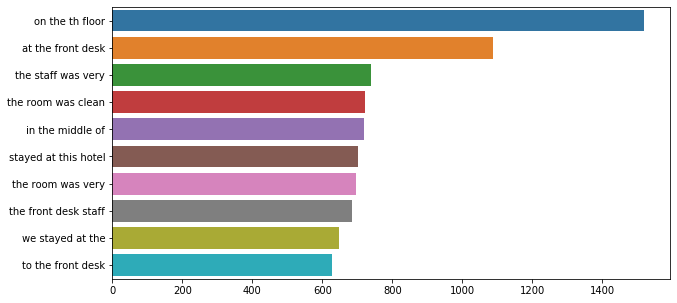 on the th floor
at the front desk
the staff was very
the room was clean
in the middle of
stayed at this hotel
the room was very
the front desk staff
we stayed at the
to the front desk
0 200 400 600 800 1000 1200 1400